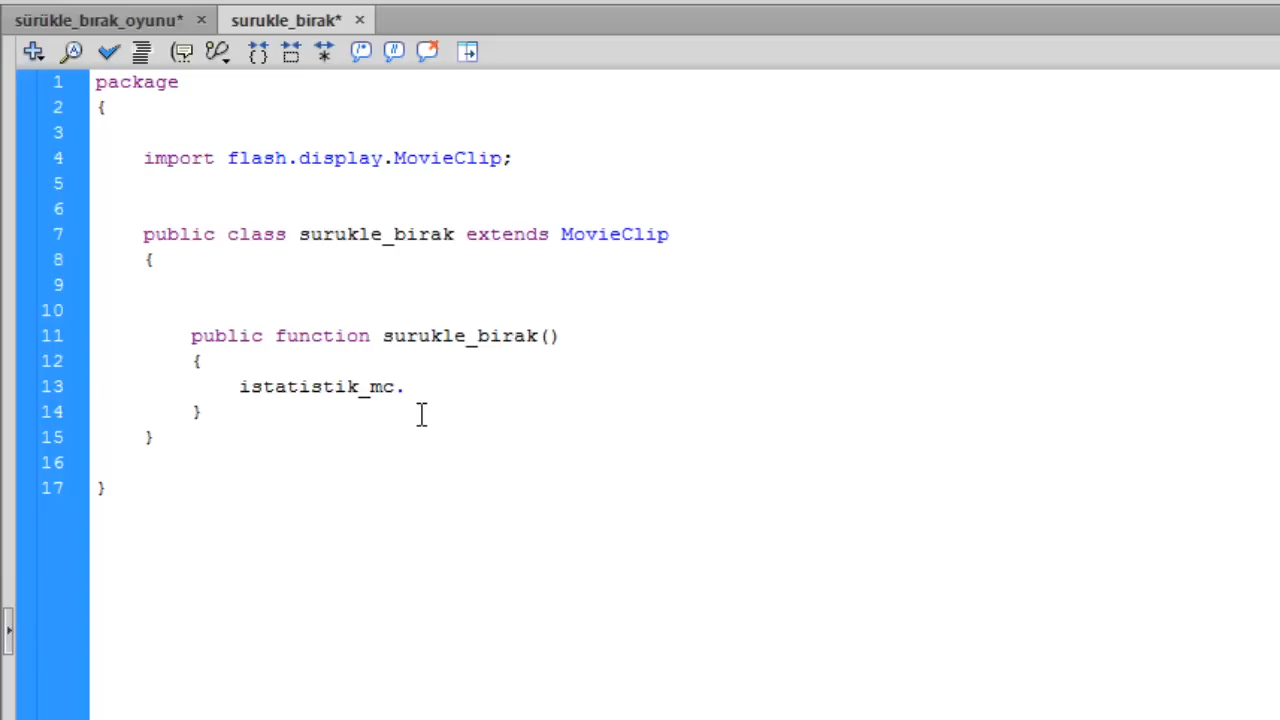 sürükle_bırak_oyunu* × surukle_birak* ×
1 package
2 {
3
4 import flash.display.MovieClip;
5
6
7 public class surukle_birak extends MovieClip
8 {
9
10
11 public function surukle_birak()
12 {
13 istatistik_mc.
14 }
15 }
16
17 }